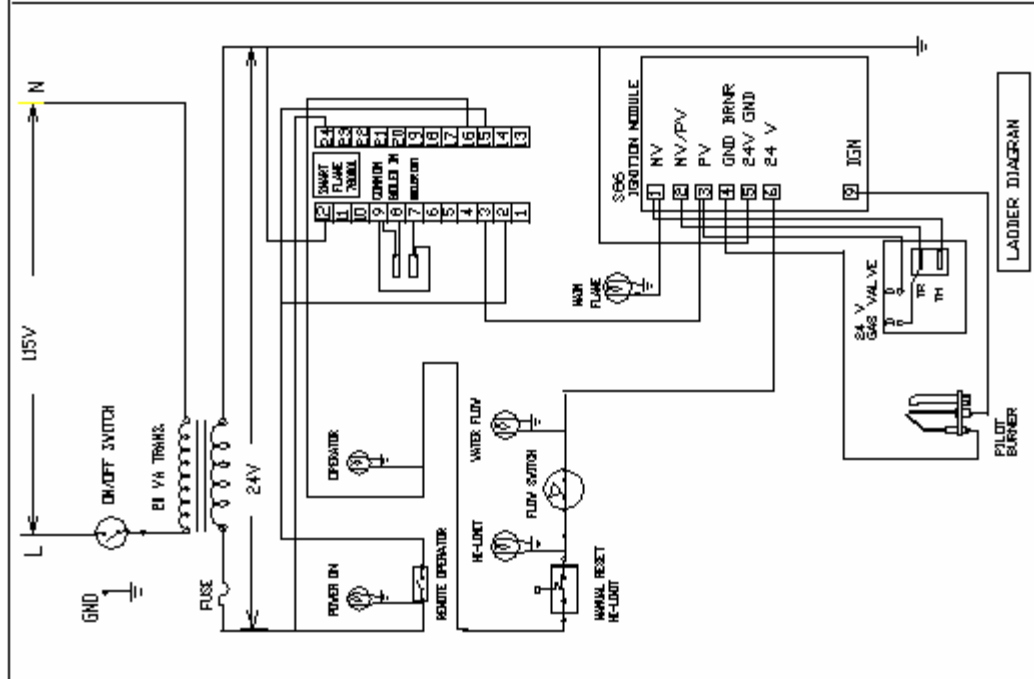 N
115V
L
GND
ON/OFF SWITCH
20 VA TRANS.
FUSE
24V
POWER ON
REMOTE OPERATOR
OPERATOR
HI-LIMIT
MANUAL RESET
HI-LIMIT
FLOW SWITCH
WATER FLOW
SMART
FLAME
COMMON
12
11
10
9
8
7
6
5
4
3
2
1
24
23
22
21
20
19
18
17
16
15
14
13
MAIN
FLAME
S86
IGNITION MODULE
1 NV
2 NV/PV
3 PV
4 GND BRNR
5 24V GND
6 24 V
9 IGN
24 V
GAS VALVE
TR
TH
PILOT
BURNER
LADDER DIAGRAM